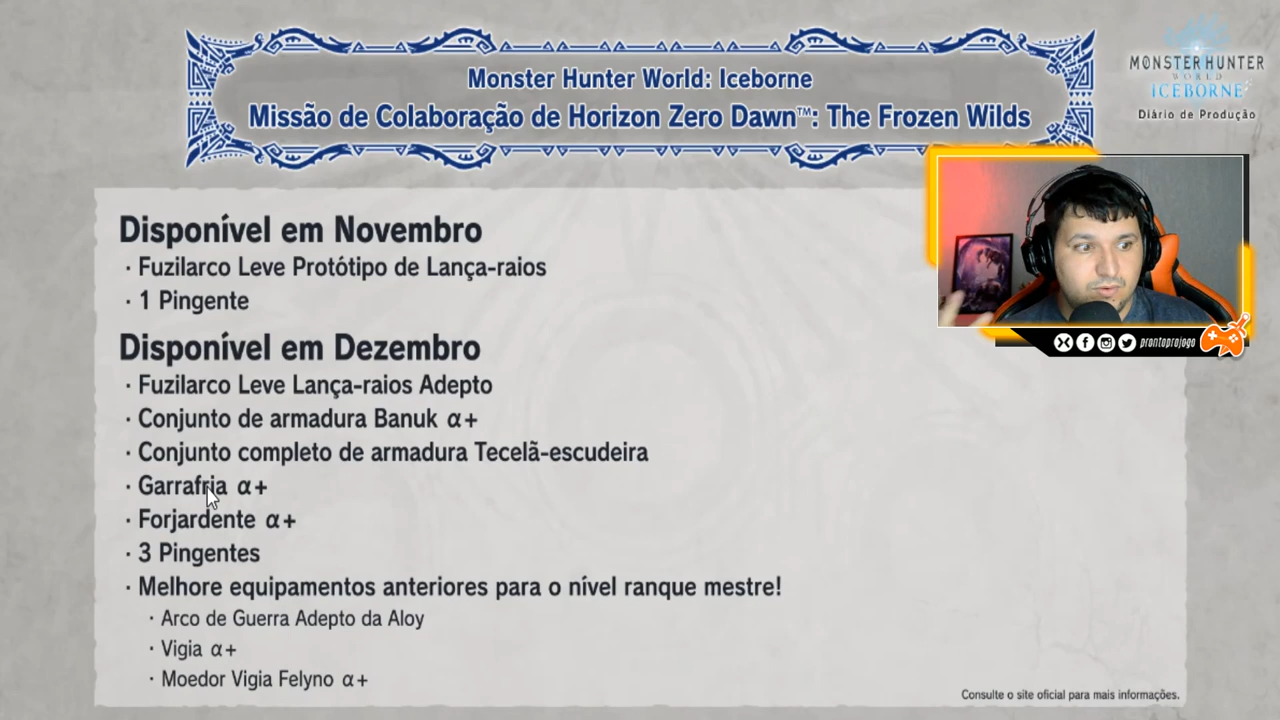 Monster Hunter World: Iceborne
Missão de Colaboração de Horizon Zero Dawn™: The Frozen Wilds
MONSTER HUNTER
WORLD
ICEBORNE
Diário de Produção
Disponível em Novembro
· Fuzilarco Leve Protótipo de Lança-raios
· 1 Pingente
prontoprojogo
Disponível em Dezembro
· Fuzilarco Leve Lança-raios Adepto
· Conjunto de armadura Banuk α+
· Conjunto completo de armadura Tecelã-escudeira
· Garrafria α+
· Forjardente α+
· 3 Pingentes
· Melhore equipamentos anteriores para o nível ranque mestre!
· Arco de Guerra Adepto da Aloy
· Vigia α+
· Moedor Vigia Felyno α+
Consulte o site oficial para mais informações.